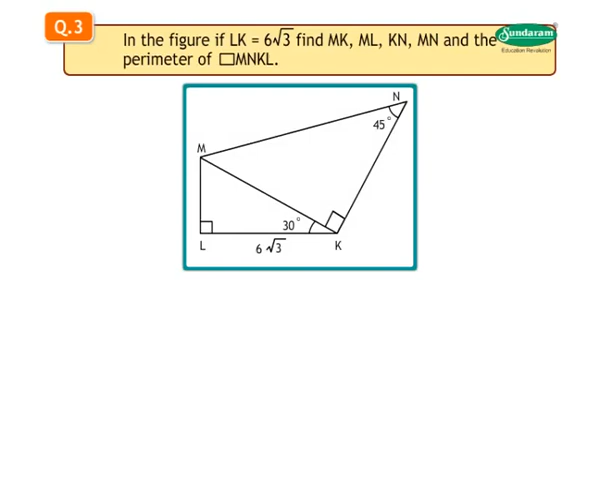 Q.3
In the figure if LK = 6√3 find MK, ML, KN, MN and the
perimeter of □MNKL.
Sundaram®
Education Revolution
N
45°
M
30°
L
6 √3
K